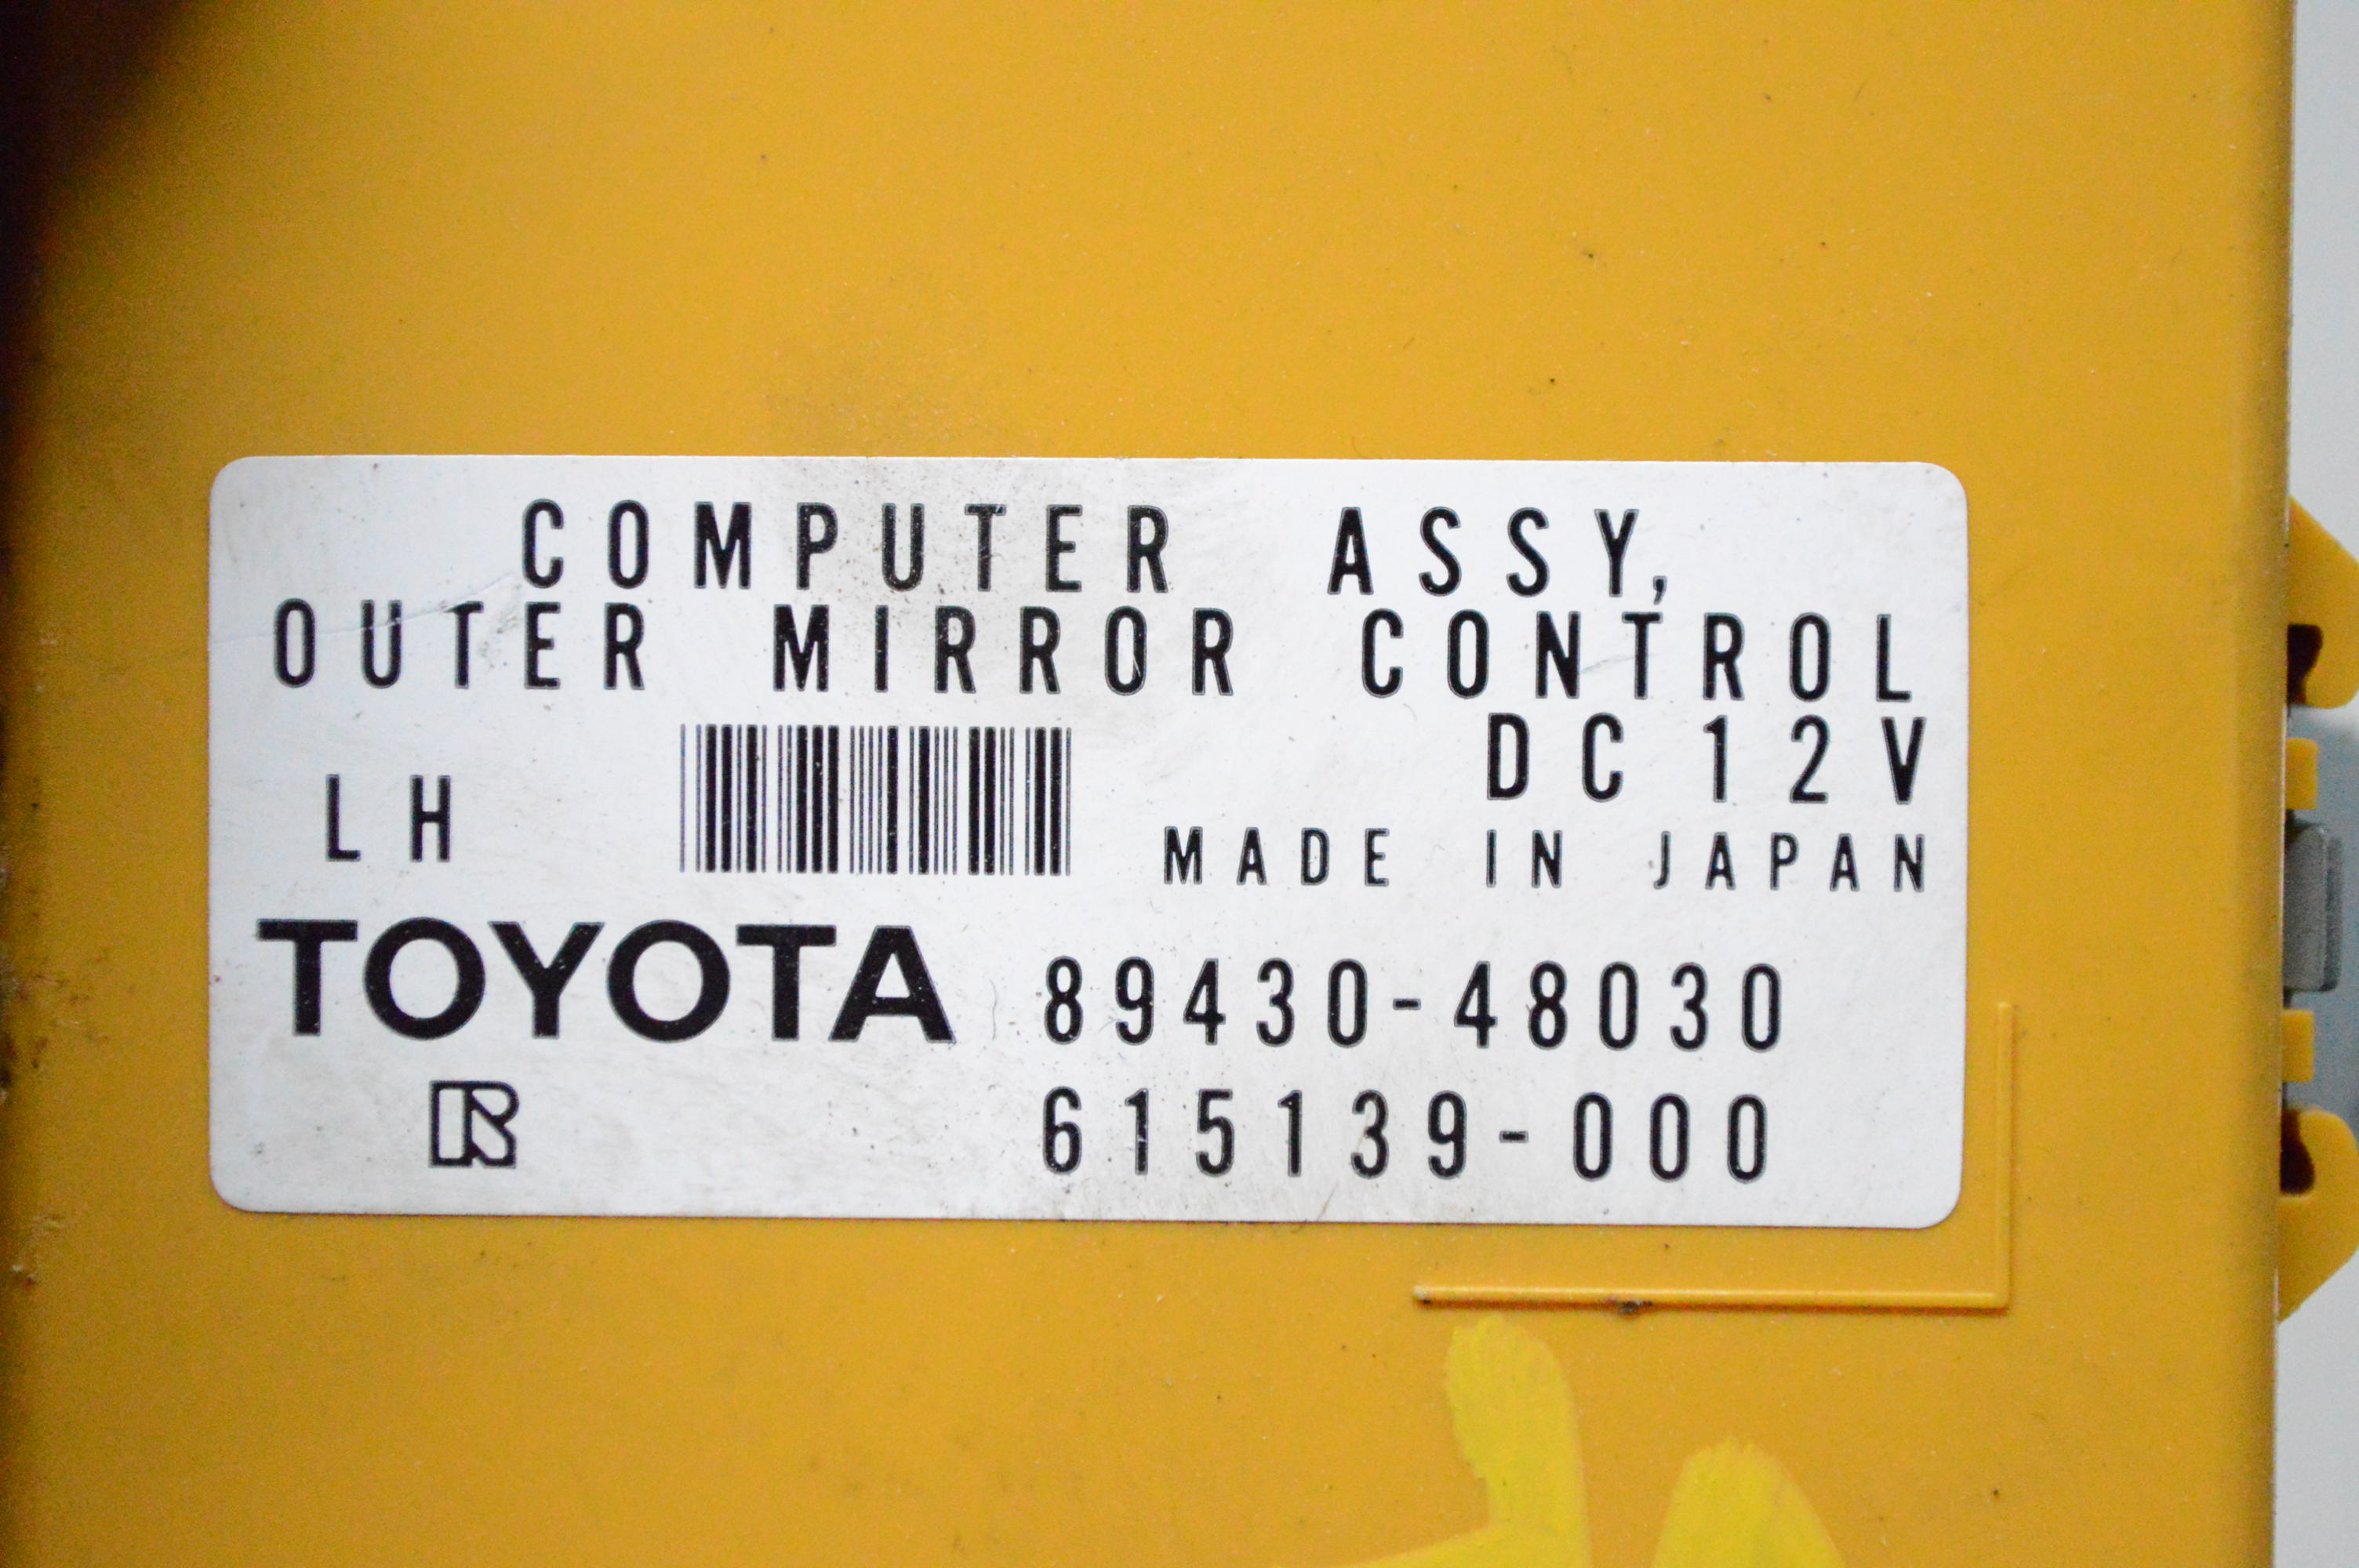 COMPUTER ASSY,
OUTER MIRROR CONTROL
DC12V
LH
MADE IN JAPAN
TOYOTA 89430-48030
R 615139-000